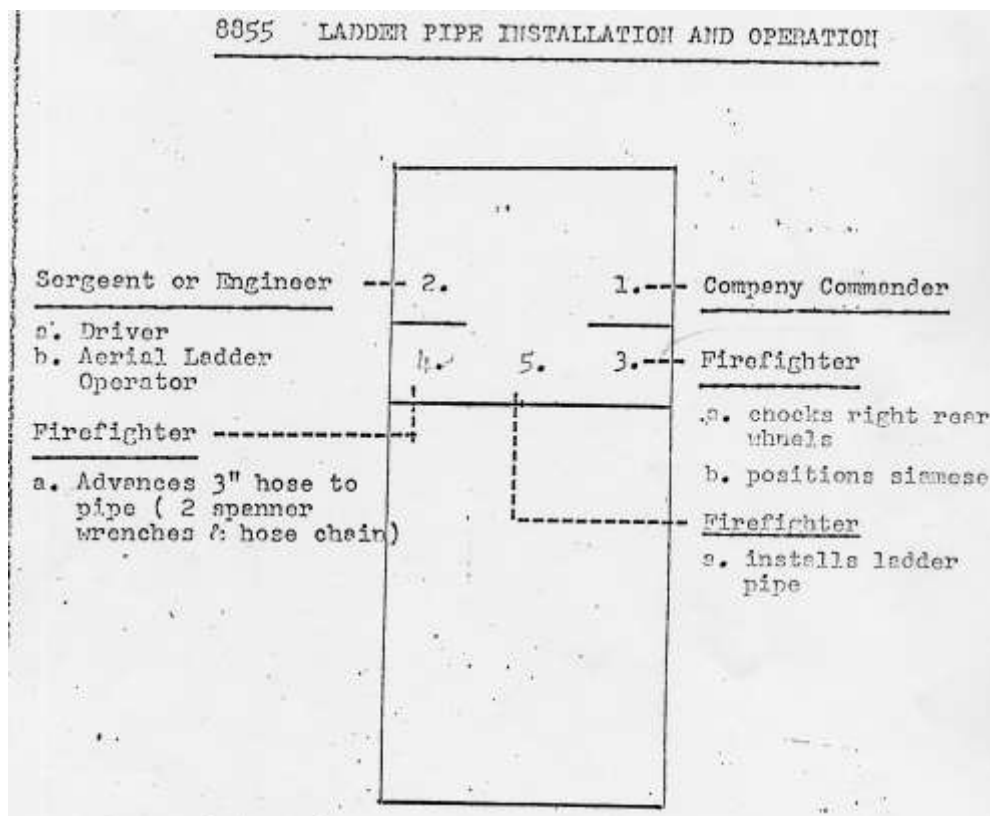 8855 LADDER PIPE INSTALLATION AND OPERATION
Sergeant or Engineer
2.
1.
Company Commander
a. Driver
b. Aerial Ladder
Operator
4.
5.
3.
Firefighter
a. chocks right rear
wheels
b. positions siamese
Firefighter
a. Advances 3" hose to
pipe ( 2 spanner
wrenches & hose chain)
Firefighter
a. installs ladder
pipe